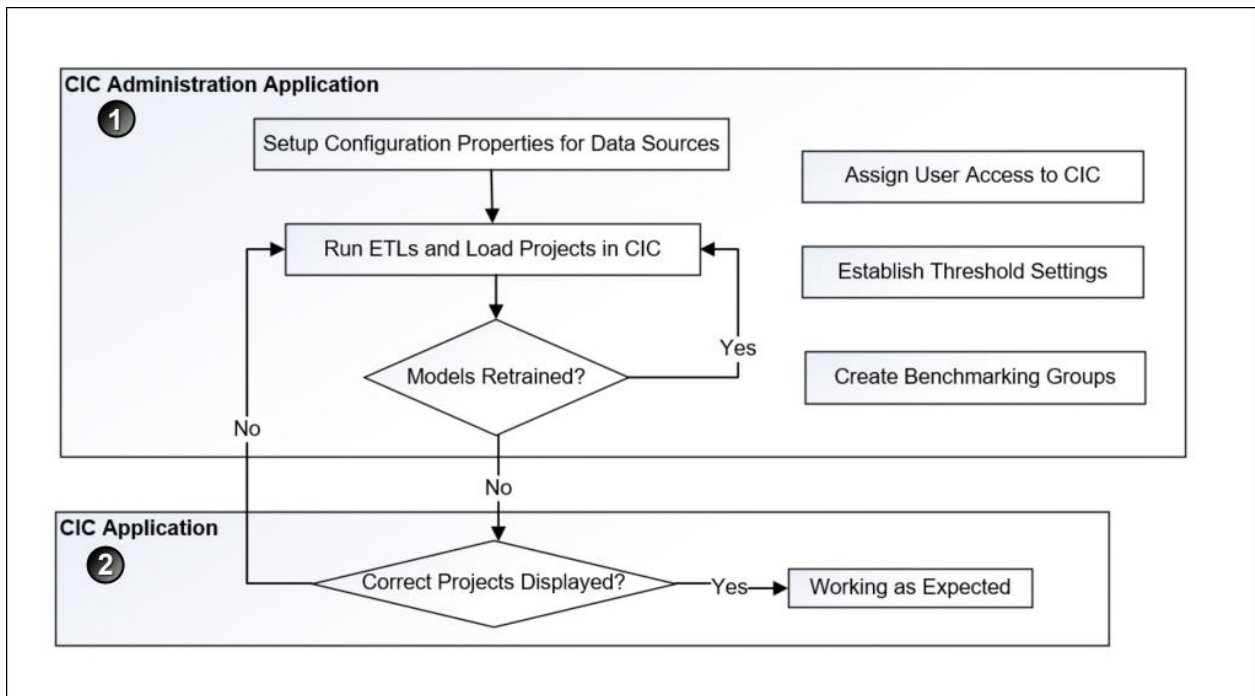 CIC Administration Application
1
Setup Configuration Properties for Data Sources
Assign User Access to CIC
Run ETLs and Load Projects in CIC
Establish Threshold Settings
Yes
Models Retrained?
Create Benchmarking Groups
No
No
CIC Application
2
Correct Projects Displayed?
Yes
Working as Expected